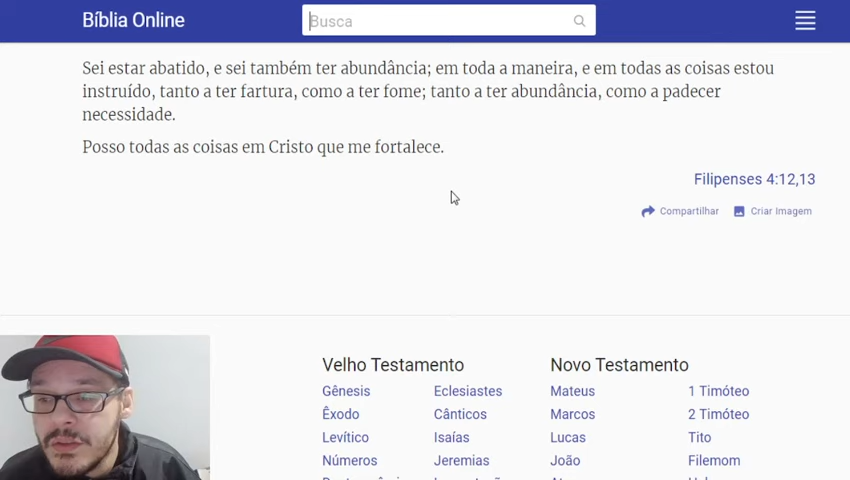 Bíblia Online
Busca
Sei estar abatido, e sei também ter abundância; em toda a maneira, e em todas as coisas estou
instruído, tanto a ter fartura, como a ter fome; tanto a ter abundância, como a padecer
necessidade.
Posso todas as coisas em Cristo que me fortalece.
Filipenses 4:12,13
Compartilhar
Criar Imagem
Velho Testamento
Gênesis
Êxodo
Levítico
Números
Eclesiastes
Cânticos
Isaías
Jeremias
Novo Testamento
Mateus
Marcos
Lucas
João
1 Timóteo
2 Timóteo
Tito
Filemom